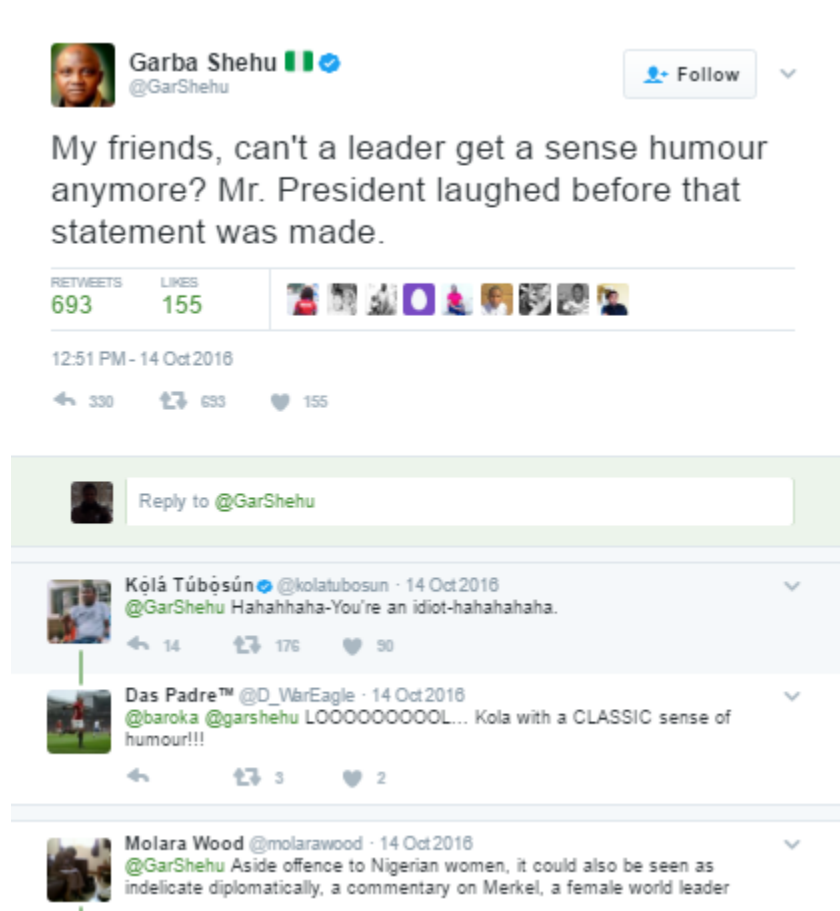 Garba Shehu
@GarShehu
Follow
My friends, can't a leader get a sense humour
anymore? Mr. President laughed before that
statement was made.
RETWEETS LIKES
693 155
12:51 PM - 14 Oct 2016
330 693 155
Reply to @GarShehu
Kọ́lá Túbọ̀sún @kolatubosun · 14 Oct 2016
@GarShehu Hahahhaha-You're an idiot-hahahahaha.
14 176 90
Das Padre™ @D_WarEagle · 14 Oct 2016
@baroka @garshehu LOOOOOOOOOL... Kola with a CLASSIC sense of
humour!!!
3 2
Molara Wood @molarawood · 14 Oct 2016
@GarShehu Aside offence to Nigerian women, it could also be seen as
indelicate diplomatically, a commentary on Merkel, a female world leader